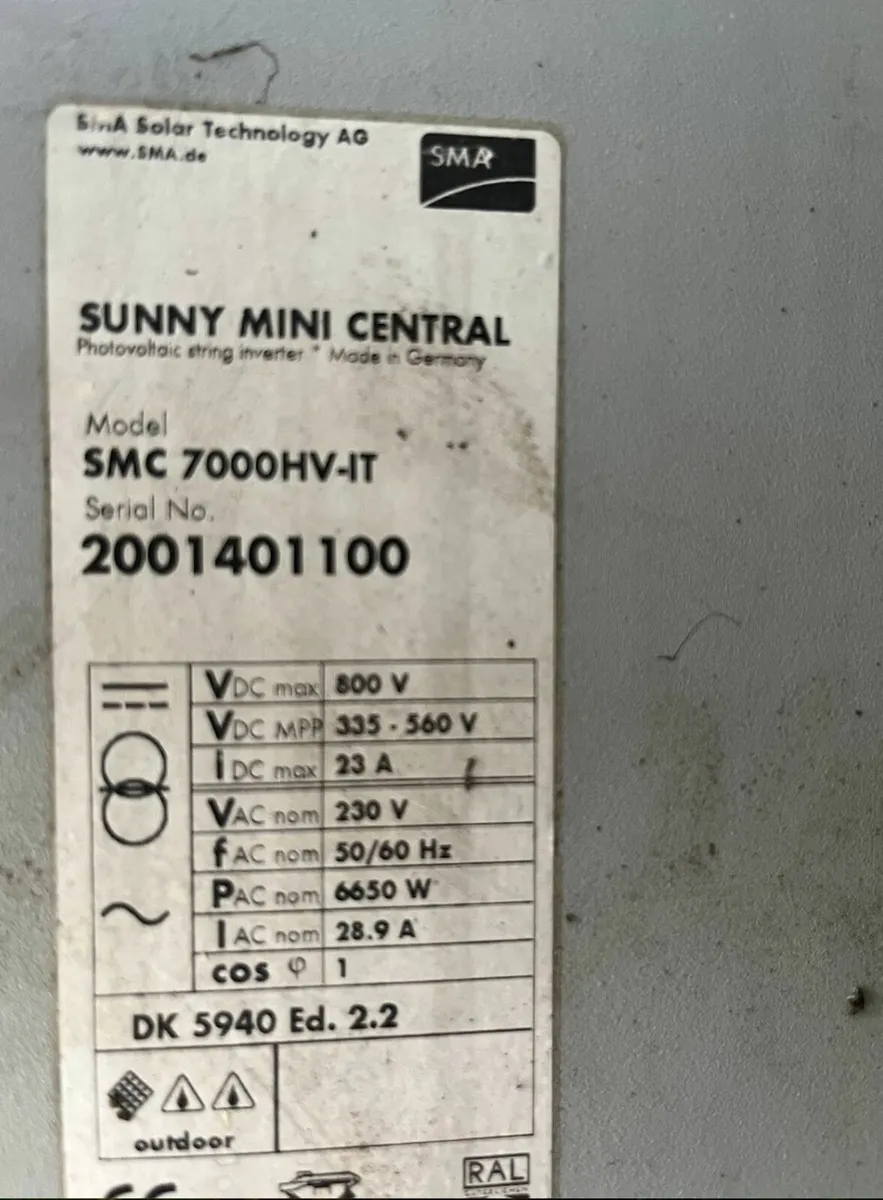 SMA Solar Technology AG
www.SMA.de
SMA
SUNNY MINI CENTRAL
Photovoltaic string inverter * Made in Germany
Model
SMC 7000HV-IT
Serial No.
2001401100
VDC max 800 V
VDC MPP 335 - 560 V
IDC max 23 A
VAC nom 230 V
fAC nom 50/60 Hz
PAC nom 6650 W
IAC nom 28.9 A
cos φ 1
DK 5940 Ed. 2.2
outdoor
CE
RAL